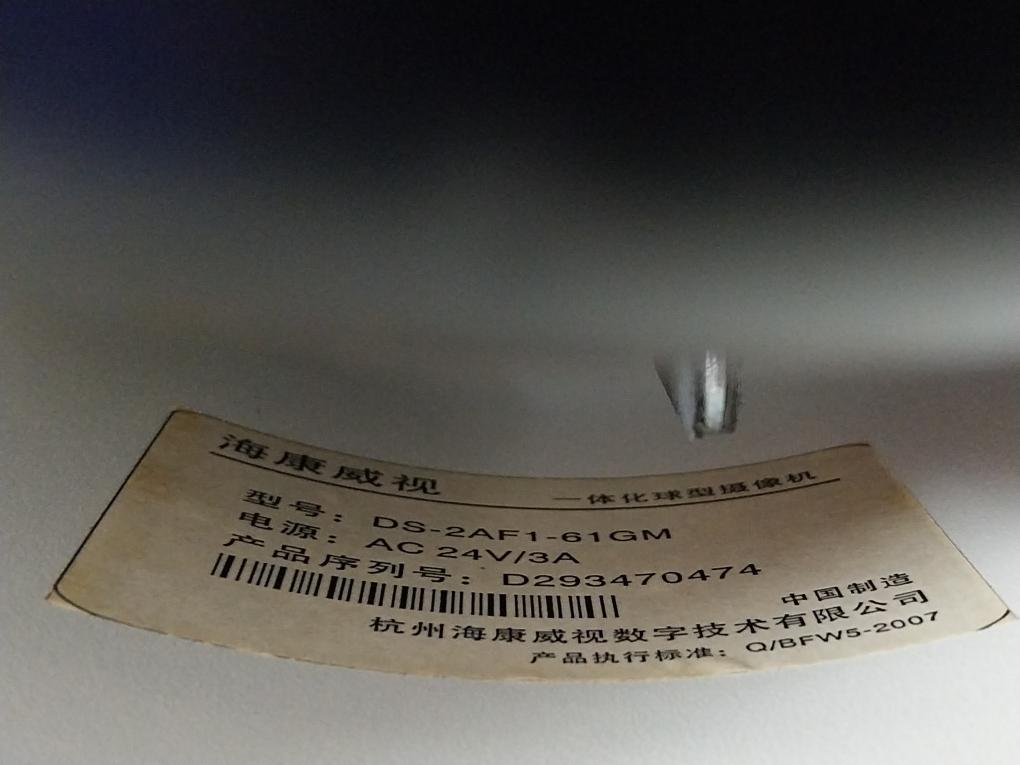 海康威视 一体化球型摄像机
型号：DS-2AF1-61GM
电源：AC 24V/3A
产品序列号：D293470474
中国制造
杭州海康威视数字技术有限公司
产品执行标准：Q/BFW5-2007